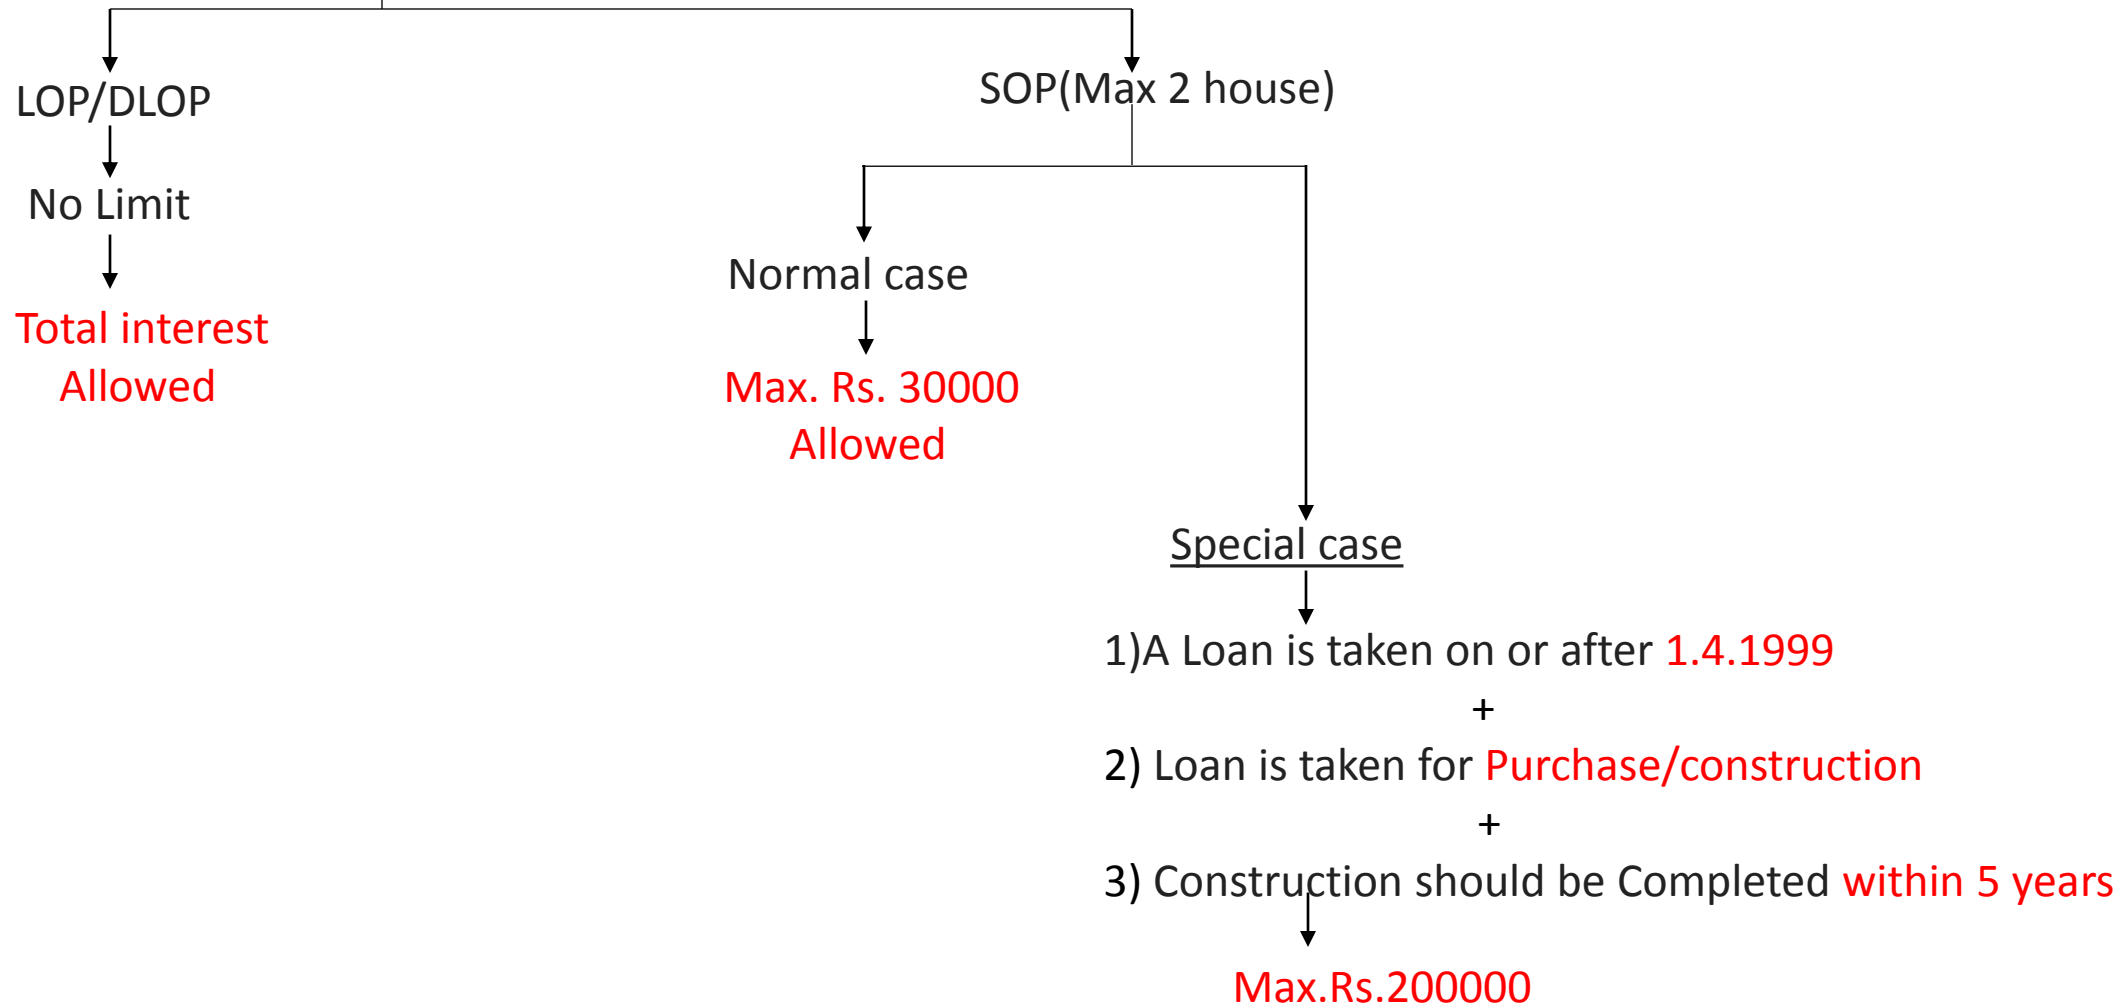 LOP/DLOP
No Limit
Total interest
Allowed
SOP(Max 2 house)
Normal case
Max. Rs. 30000
Allowed
Special case
1)A Loan is taken on or after 1.4.1999
+
2) Loan is taken for Purchase/construction
+
3) Construction should be Completed within 5 years
Max.Rs.200000